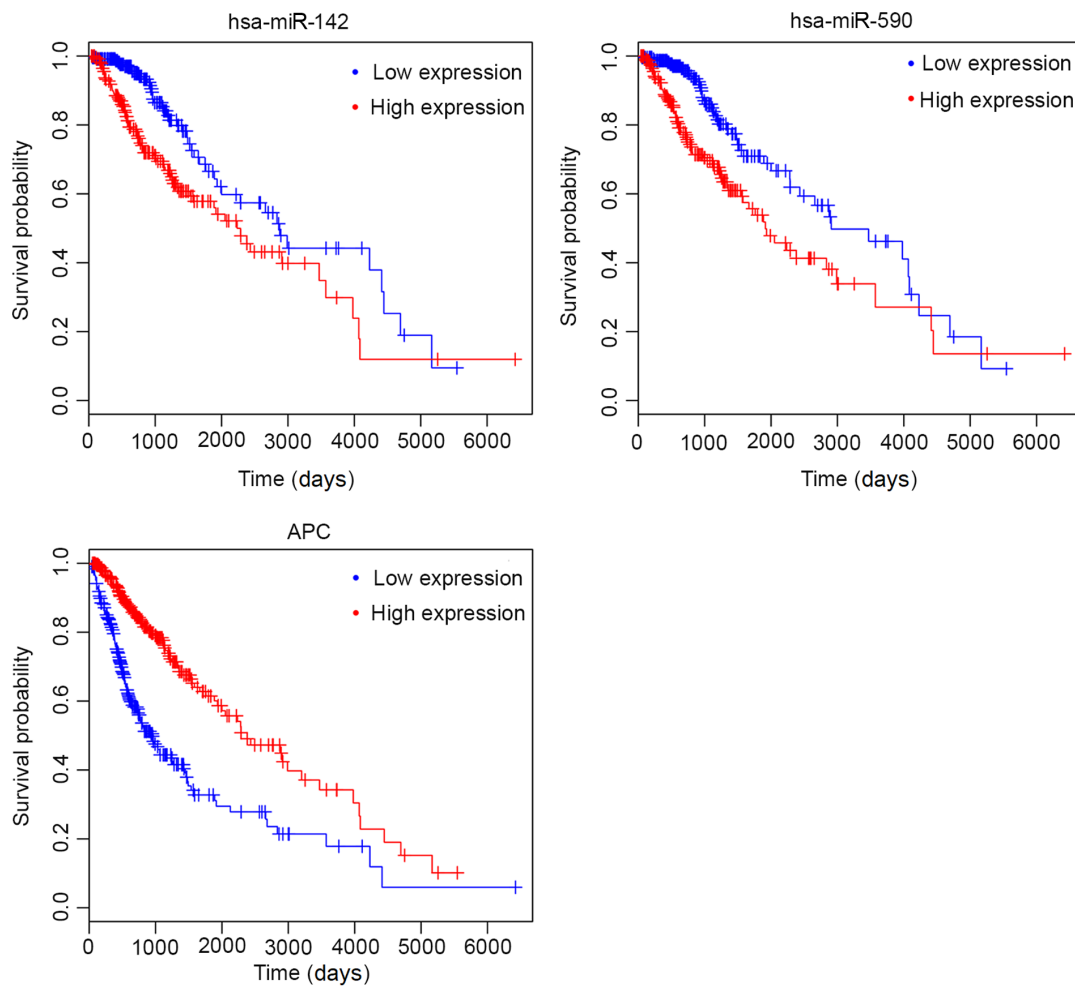 hsa-miR-142
Low expression
High expression
Survival probability
1.0
0.8
0.6
0.4
0.2
0.0
0 1000 2000 3000 4000 5000 6000
Time (days)
hsa-miR-590
Low expression
High expression
Survival probability
1.0
0.8
0.6
0.4
0.2
0.0
0 1000 2000 3000 4000 5000 6000
Time (days)
APC
Low expression
High expression
Survival probability
1.0
0.8
0.6
0.4
0.2
0.0
0 1000 2000 3000 4000 5000 6000
Time (days)